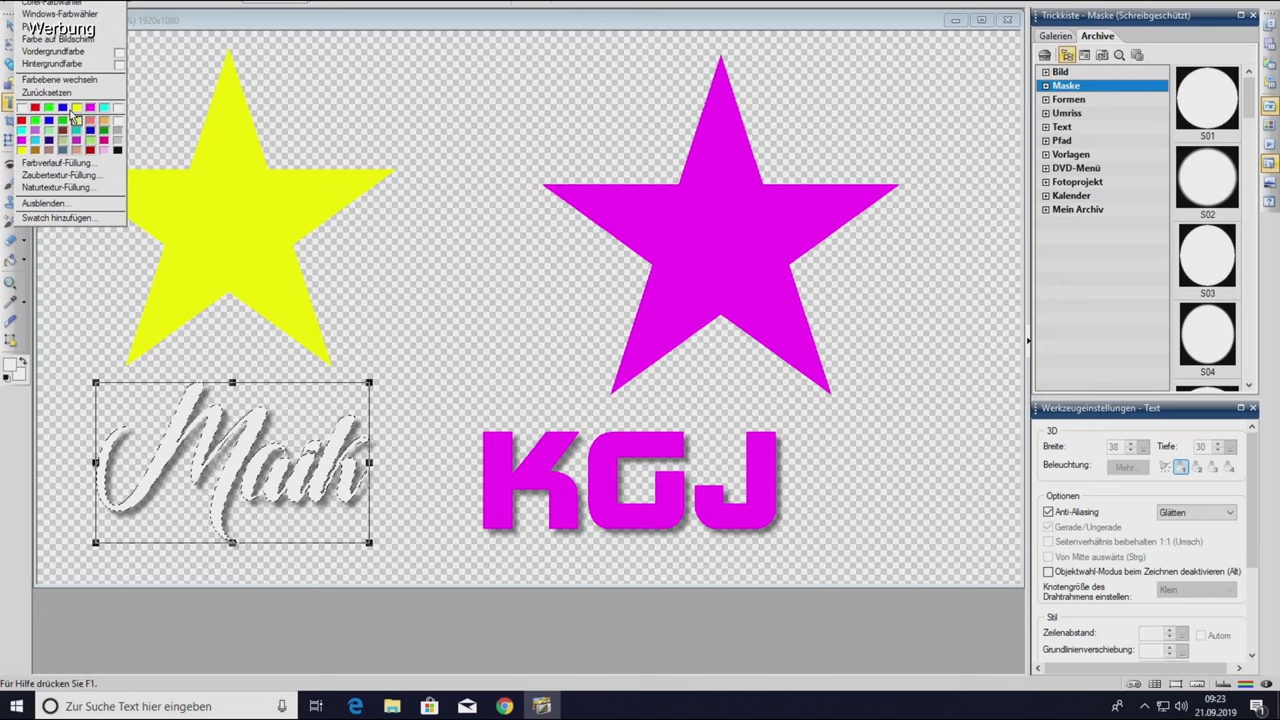 Windows-Farbwähler
Werbung
Farbe auf Bildschirm
Vordergrundfarbe
Hintergrundfarbe
Farbebene wechseln
Zurücksetzen
Farbverlauf-Füllung...
Zaubertextur-Füllung...
Naturtextur-Füllung...
Ausblenden...
Swatch hinzufügen...
%) 1920x1080
Maik
KGJ
Trickkiste - Maske (Schreibgeschützt)
Galerien Archive
Bild
Maske
Formen
Umriss
Text
Pfad
Vorlagen
DVD-Menü
Fotoprojekt
Kalender
Mein Archiv
S01
S02
S03
S04
Werkzeugeinstellungen - Text
3D
Breite: 38 Tiefe: 30
Beleuchtung: Mehr...
Optionen
Anti-Aliasing Glätten
Gerade/Ungerade
Seitenverhältnis beibehalten 1:1 (Umsch)
Von Mitte auswärts (Strg)
Objektwahl-Modus beim Zeichnen deaktivieren (Alt)
Knotengröße des
Drahtrahmens einstellen: Klein
Stil
Zeilenabstand: Autom
Grundlinienverschiebung:
Für Hilfe drücken Sie F1.
Zur Suche Text hier eingeben
09:23
21.09.2019